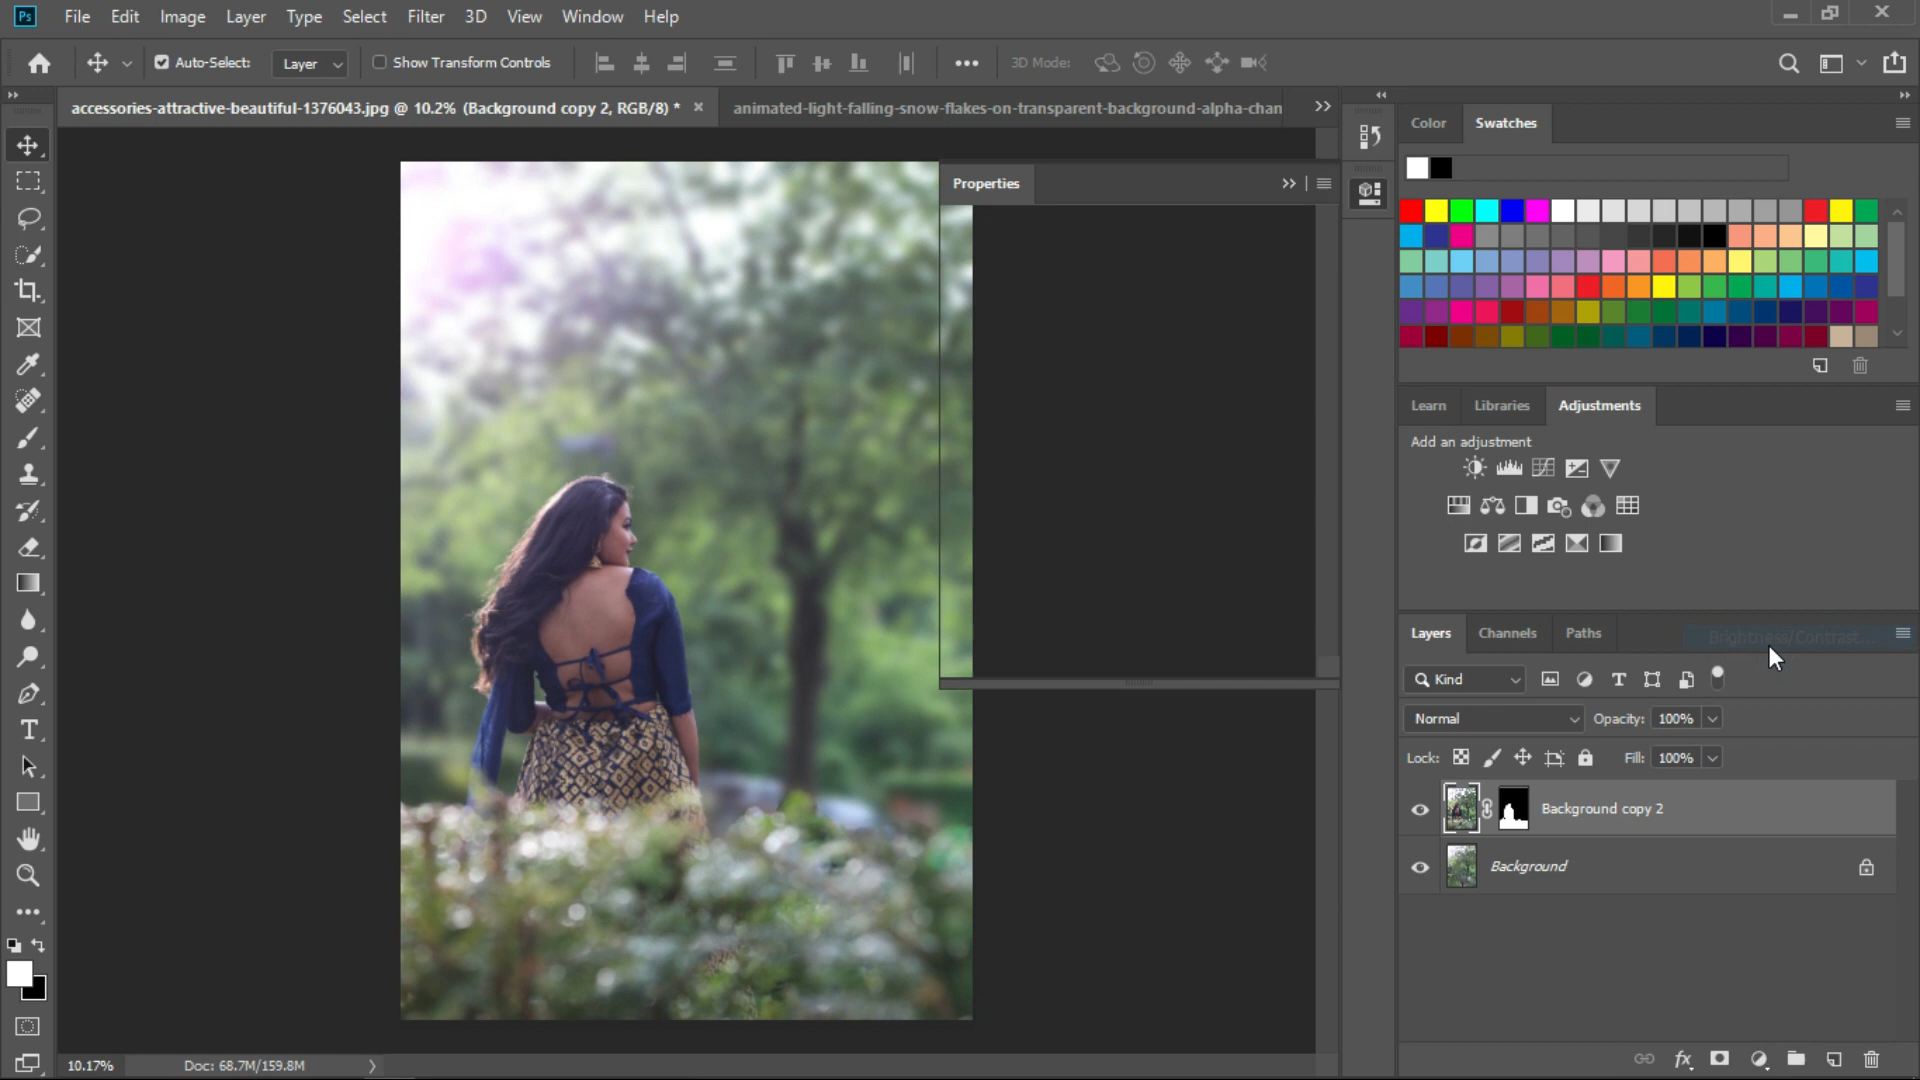 Ps File Edit Image Layer Type Select Filter 3D View Window Help
Auto-Select: Layer Show Transform Controls 3D Mode:
accessories-attractive-beautiful-1376043.jpg @ 10.2% (Background copy 2, RGB/8) * animated-light-falling-snow-flakes-on-transparent-background-alpha-chan
Color Swatches
Properties
Learn Libraries Adjustments
Add an adjustment
Layers Channels Paths Brightness/Contrast...
Kind
Normal Opacity: 100%
Lock: Fill: 100%
Background copy 2
Background
10.17% Doc: 68.7M/159.8M